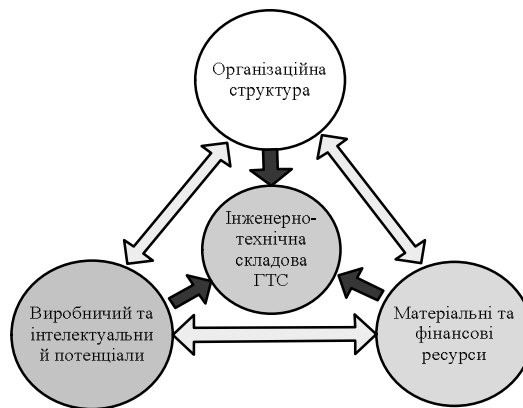 Організаційна
структура
Інженерно-
технічна
складова
ГТС
Виробничий та
інтелектуальни
й потенціали
Матеріальні та
фінансові
ресурси